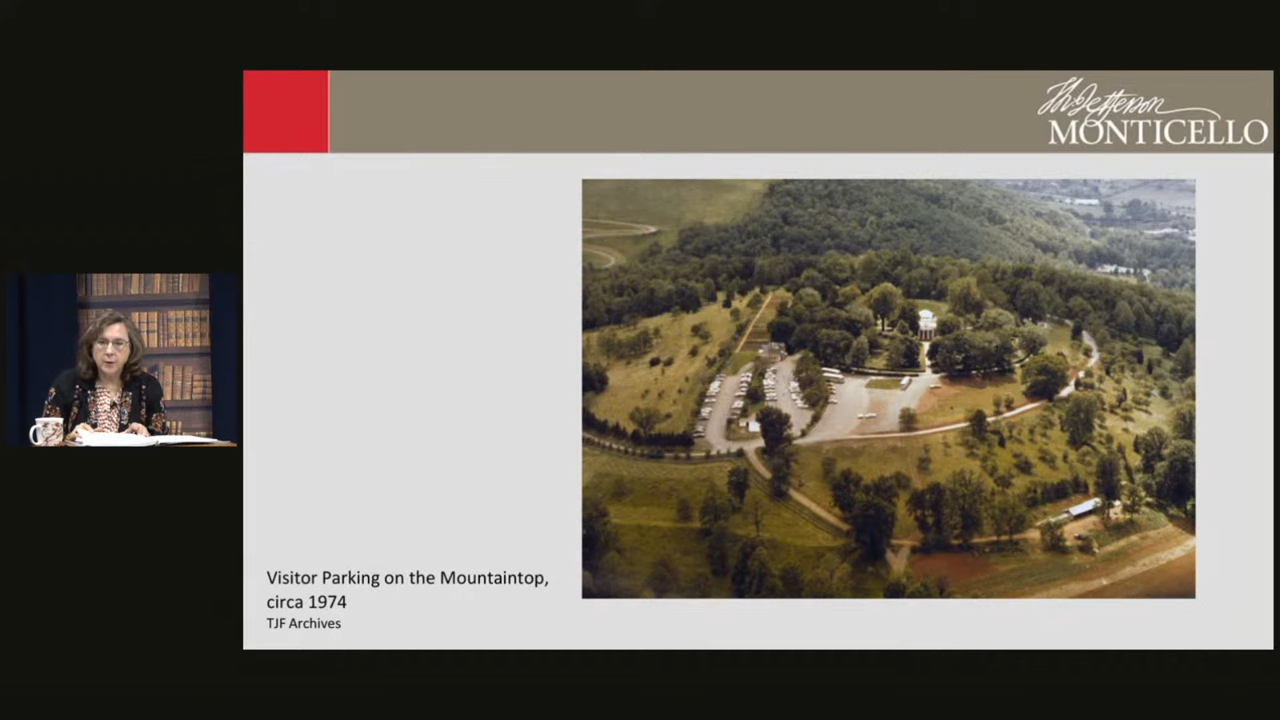 Th. Jefferson
MONTICELLO
Visitor Parking on the Mountaintop,
circa 1974
TJF Archives